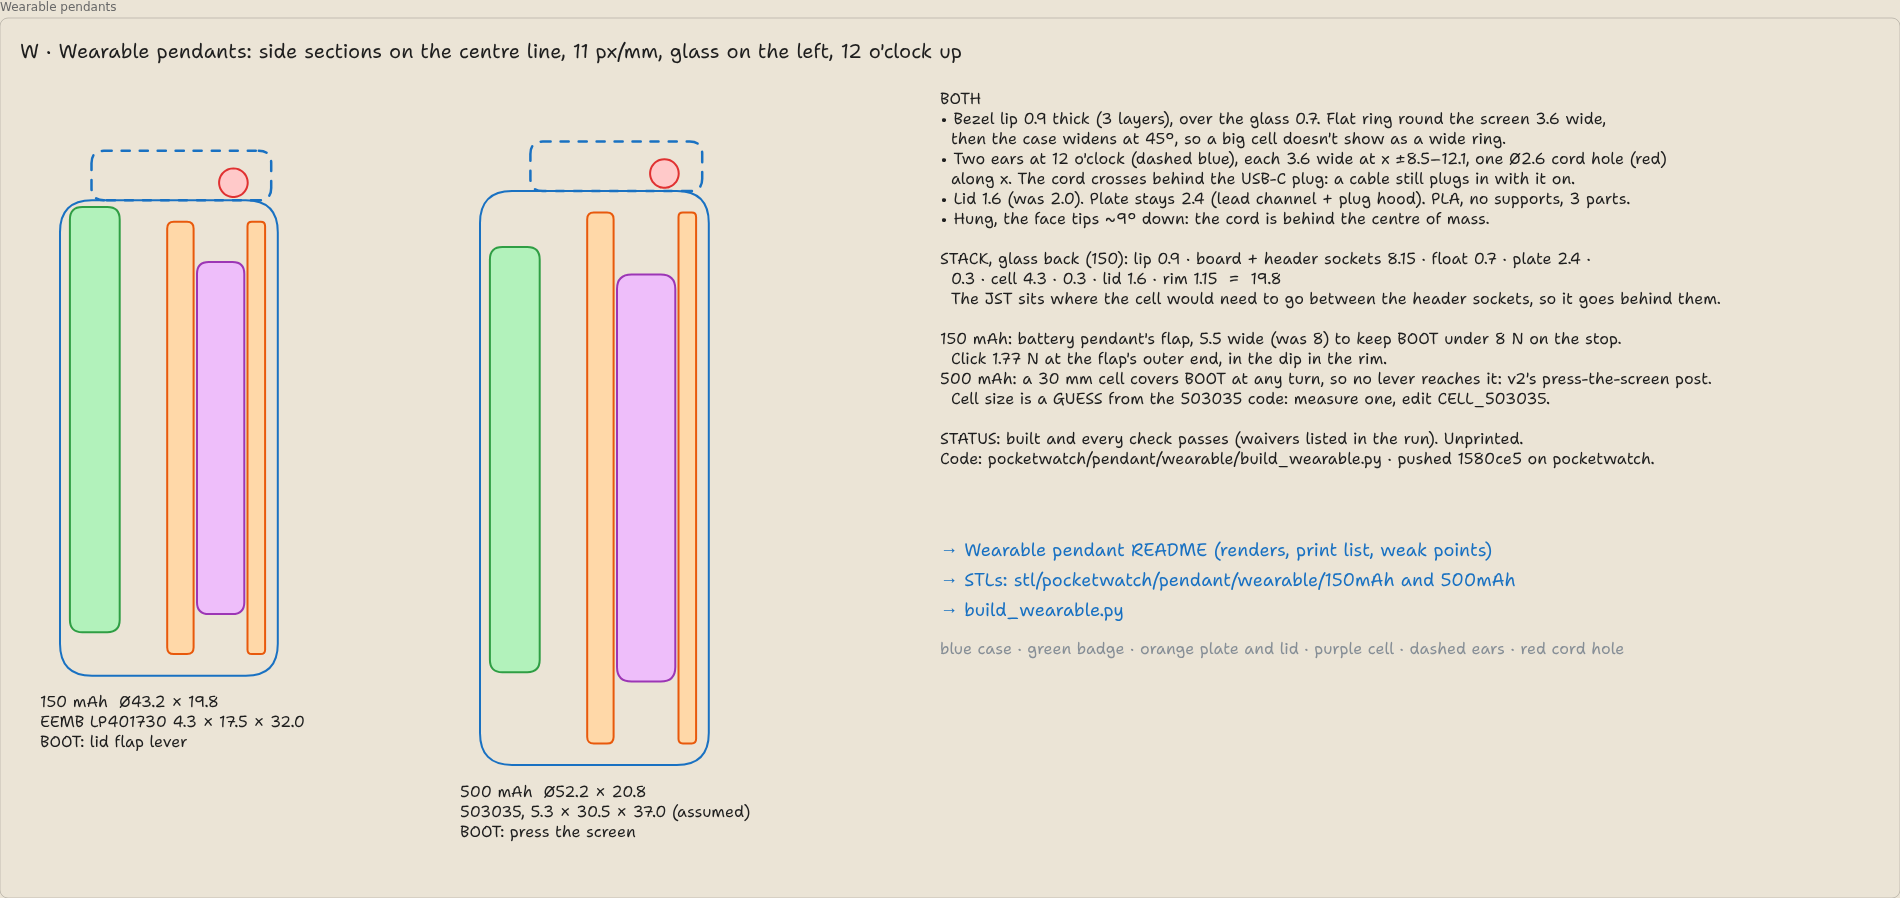 Wearable pendants
W · Wearable pendants: side sections on the centre line, 11 px/mm, glass on the left, 12 o'clock up
BOTH
• Bezel lip 0.9 thick (3 layers), over the glass 0.7. Flat ring round the screen 3.6 wide,
then the case widens at 45°, so a big cell doesn't show as a wide ring.
• Two ears at 12 o'clock (dashed blue), each 3.6 wide at x ±8.5–12.1, one Ø2.6 cord hole (red)
along x. The cord crosses behind the USB-C plug: a cable still plugs in with it on.
• Lid 1.6 (was 2.0). Plate stays 2.4 (lead channel + plug hood). PLA, no supports, 3 parts.
• Hung, the face tips ~9° down: the cord is behind the centre of mass.
STACK, glass back (150): lip 0.9 · board + header sockets 8.15 · float 0.7 · plate 2.4 ·
0.3 · cell 4.3 · 0.3 · lid 1.6 · rim 1.15 = 19.8
The JST sits where the cell would need to go between the header sockets, so it goes behind them.
150 mAh: battery pendant's flap, 5.5 wide (was 8) to keep BOOT under 8 N on the stop.
Click 1.77 N at the flap's outer end, in the dip in the rim.
500 mAh: a 30 mm cell covers BOOT at any turn, so no lever reaches it: v2's press-the-screen post.
Cell size is a GUESS from the 503035 code: measure one, edit CELL_503035.
STATUS: built and every check passes (waivers listed in the run). Unprinted.
Code: pocketwatch/pendant/wearable/build_wearable.py · pushed 1580ce5 on pocketwatch.
→ Wearable pendant README (renders, print list, weak points)
→ STLs: stl/pocketwatch/pendant/wearable/150mAh and 500mAh
→ build_wearable.py
blue case · green badge · orange plate and lid · purple cell · dashed ears · red cord hole
150 mAh Ø43.2 × 19.8
EEMB LP401730 4.3 × 17.5 × 32.0
BOOT: lid flap lever
500 mAh Ø52.2 × 20.8
503035, 5.3 × 30.5 × 37.0 (assumed)
BOOT: press the screen